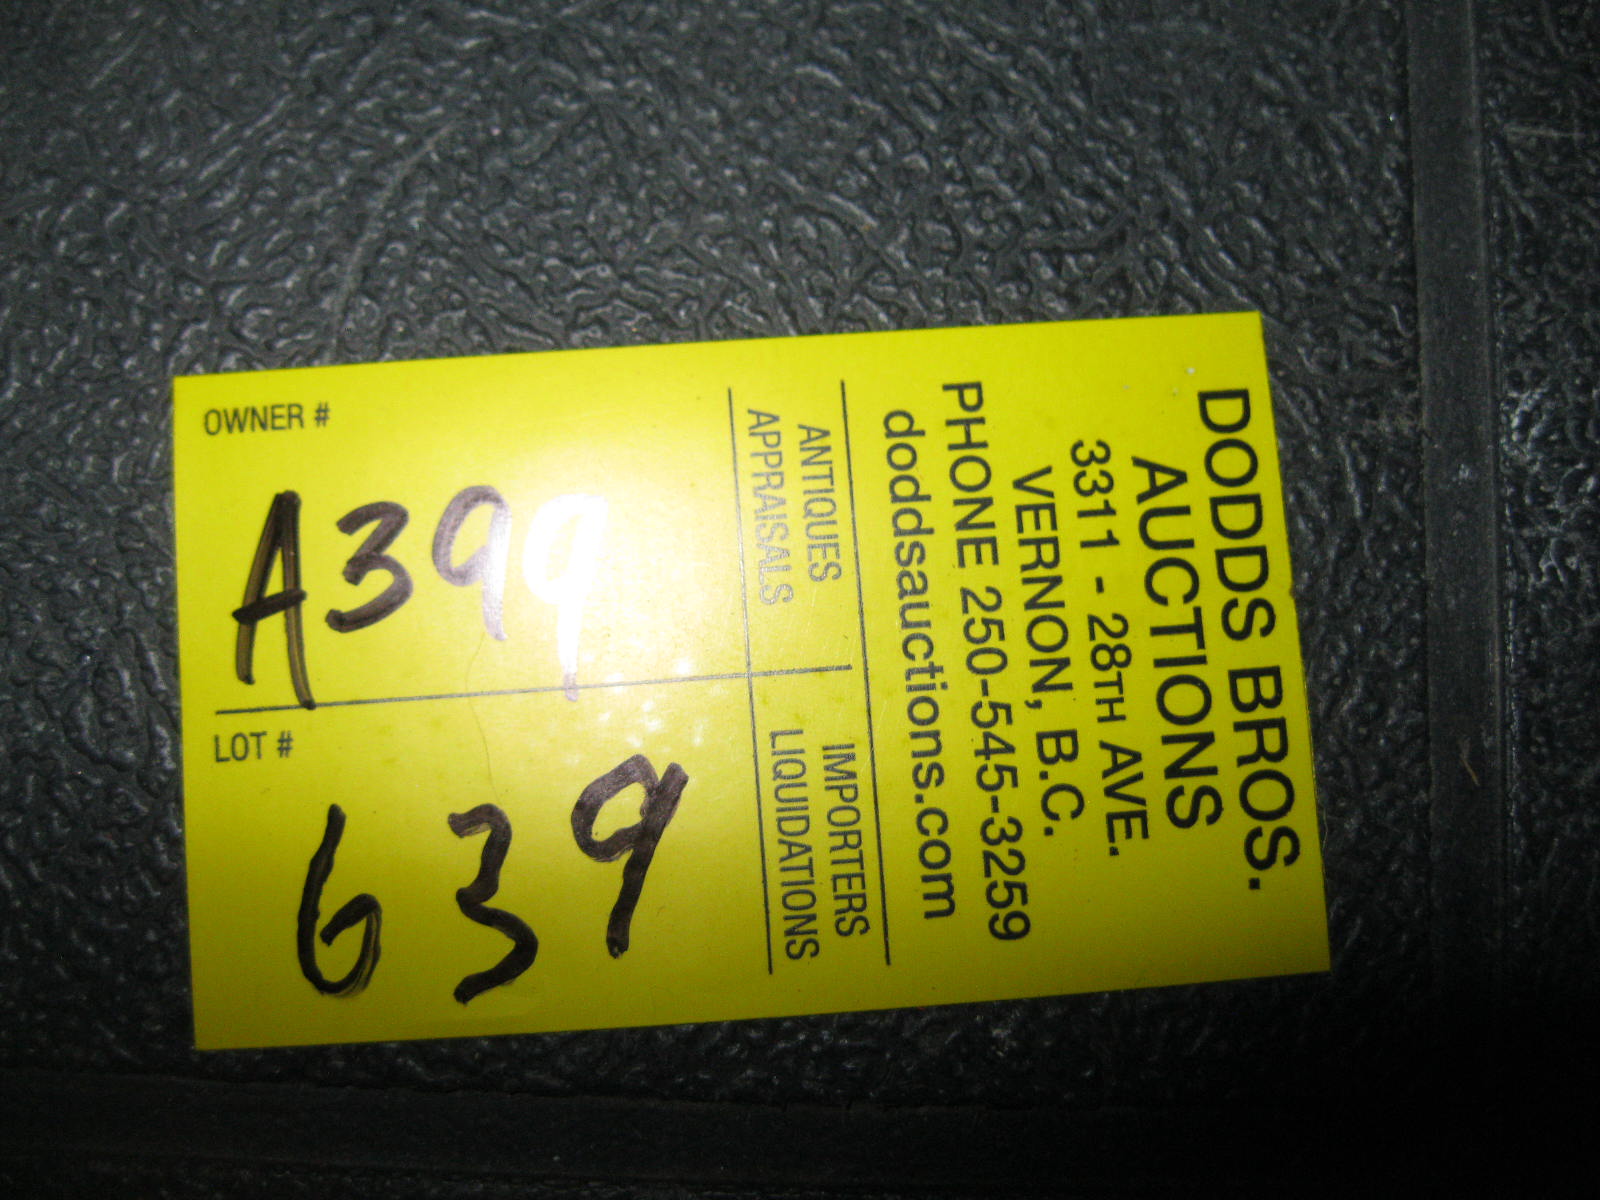 DODDS BROS.
AUCTIONS
3311 - 28TH AVE.
VERNON, B.C.
PHONE 250-545-3259
doddsauctions.com
ANTIQUES IMPORTERS
APPRAISALS LIQUIDATIONS
OWNER #
A399
LOT #
639